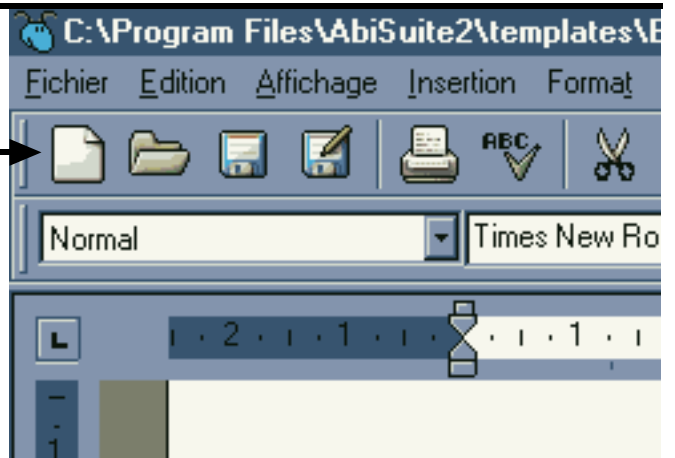 C:\Program Files\AbiSuite2\templates\
Fichier Edition Affichage Insertion Format
ABC
Normal Times New Ro
L 2 1 1
1